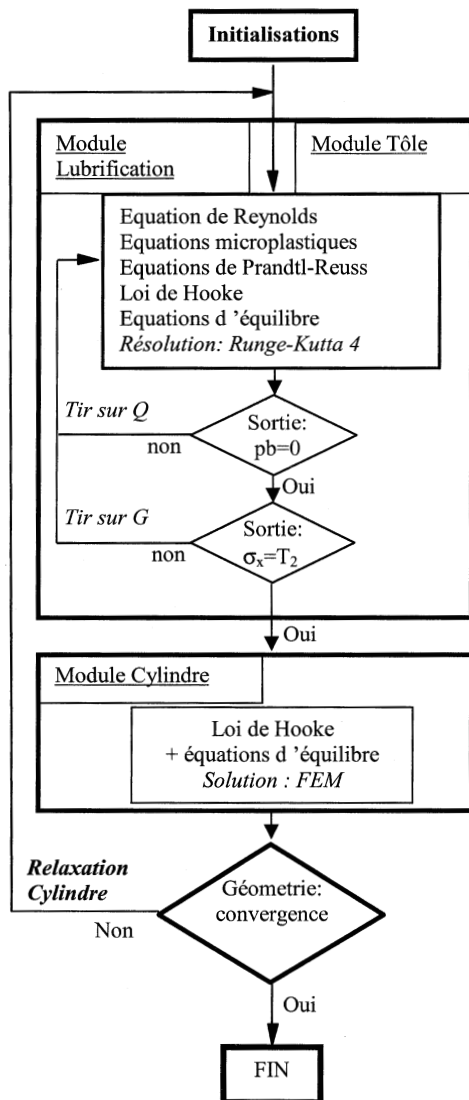 Initialisations
Module
Lubrification
Module Tôle
Equation de Reynolds
Equations microplastiques
Equations de Prandtl-Reuss
Loi de Hooke
Equations d ’équilibre
Résolution: Runge-Kutta 4
Tir sur Q
non
Sortie:
pb=0
Oui
Tir sur G
non
Sortie:
σx=T2
Oui
Module Cylindre
Loi de Hooke
+ équations d ’équilibre
Solution : FEM
Relaxation
Cylindre
Non
Géometrie:
convergence
Oui
FIN